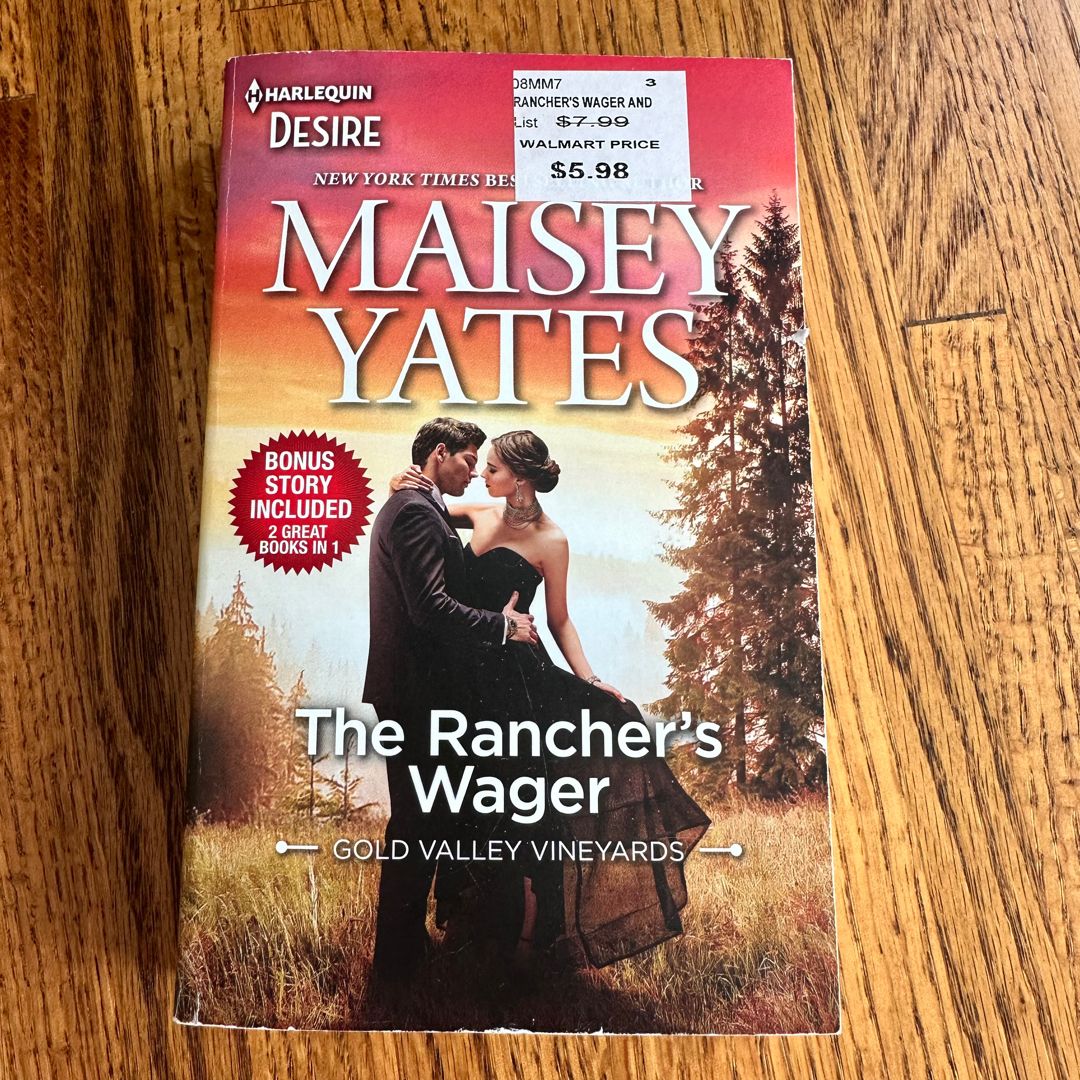 HARLEQUIN
DESIRE
08MM7 3
RANCHER'S WAGER AND
List $7.99
WALMART PRICE
$5.98
NEW YORK TIMES
MAISEY
YATES
BONUS
STORY
INCLUDED
2 GREAT
BOOKS IN 1
The Rancher's
Wager
GOLD VALLEY VINEYARDS